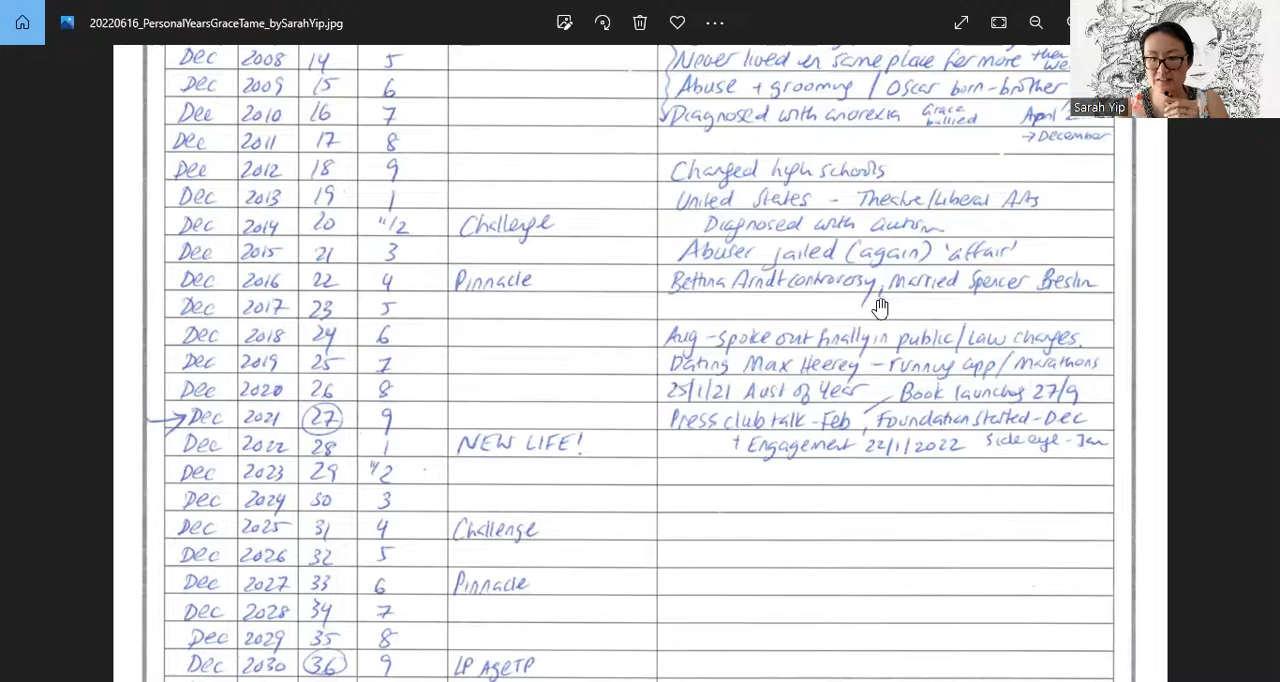 20220616_PersonalYearsGraceTame_bySarahYip.jpg
Sarah Yip
Dec 2008 14 5 Never lived in same place for more than
Dec 2009 15 6 Abuse + grooming / Oscar born - brother
Dec 2010 16 7 Diagnosed with anorexia Grace bullied April
→ December
Dec 2011 17 8
Dec 2012 18 9 Changed high schools
Dec 2013 19 1 United States - Theatre/Liberal Arts
Dec 2014 20 11/2 Challenge Diagnosed with autism
Dec 2015 21 3 Abuser jailed (again) 'affair'
Dec 2016 22 4 Pinnacle Bettina Arndt controversy, Married Spencer Breslin
Dec 2017 23 5
Dec 2018 24 6 Aug - spoke out finally in public / law changes.
Dec 2019 25 7 Dating Max Heerey - running app / Marathons
Dec 2020 26 8 25/1/21 Aust of Year Book launches 27/9
Dec 2021 27 9 Press club talk - Feb, Foundation started - Dec
Dec 2022 28 1 NEW LIFE! + Engagement 22/1/2022 Side eye - Jan
Dec 2023 29 11/2
Dec 2024 30 3
Dec 2025 31 4 Challenge
Dec 2026 32 5
Dec 2027 33 6 Pinnacle
Dec 2028 34 7
Dec 2029 35 8
Dec 2030 36 9 LP Age TP